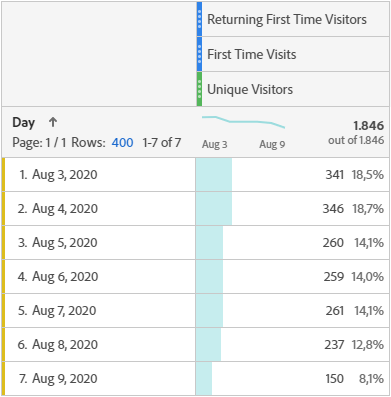 Returning First Time Visitors
First Time Visits
Unique Visitors
Day ↑ 1.846
Page: 1 / 1 Rows: 400 1-7 of 7 out of 1.846
Aug 3 Aug 9
1. Aug 3, 2020 341 18,5%
2. Aug 4, 2020 346 18,7%
3. Aug 5, 2020 260 14,1%
4. Aug 6, 2020 259 14,0%
5. Aug 7, 2020 261 14,1%
6. Aug 8, 2020 237 12,8%
7. Aug 9, 2020 150 8,1%